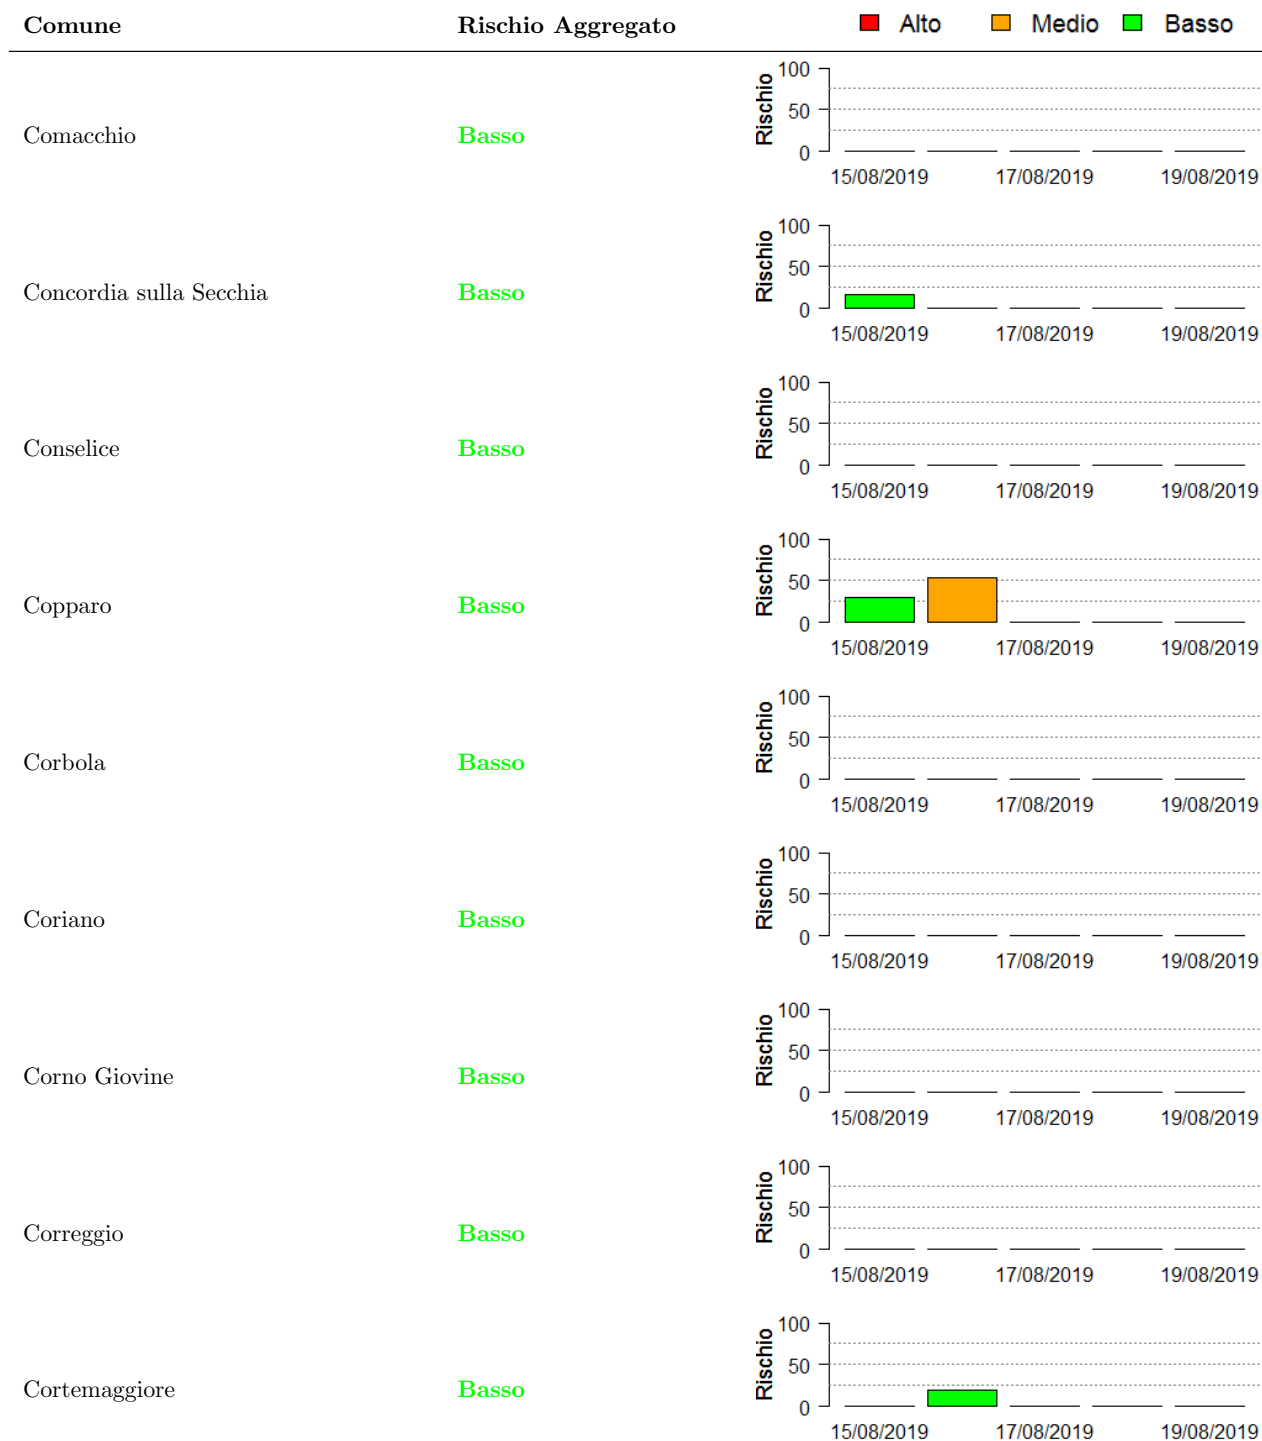 Comune Rischio Aggregato Alto Medio Basso
Comacchio Basso Rischio 100 50 0
15/08/2019 17/08/2019 19/08/2019
Concordia sulla Secchia Basso Rischio 100 50 0
15/08/2019 17/08/2019 19/08/2019
Conselice Basso Rischio 100 50 0
15/08/2019 17/08/2019 19/08/2019
Copparo Basso Rischio 100 50 0
15/08/2019 17/08/2019 19/08/2019
Corbola Basso Rischio 100 50 0
15/08/2019 17/08/2019 19/08/2019
Coriano Basso Rischio 100 50 0
15/08/2019 17/08/2019 19/08/2019
Corno Giovine Basso Rischio 100 50 0
15/08/2019 17/08/2019 19/08/2019
Correggio Basso Rischio 100 50 0
15/08/2019 17/08/2019 19/08/2019
Cortemaggiore Basso Rischio 100 50 0
15/08/2019 17/08/2019 19/08/2019